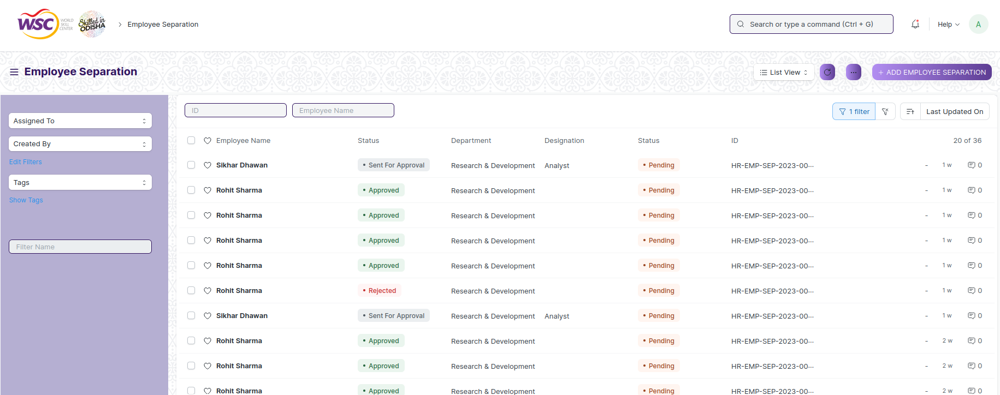 WSC WORLD SKILL CENTER Skilled in ODISHA Employee Separation Search or type a command (Ctrl + G) Help A
Employee Separation List View ... + ADD EMPLOYEE SEPARATION
Assigned To
Created By
Edit Filters
Tags
Show Tags
Filter Name
ID Employee Name 1 filter Last Updated On
Employee Name Status Department Designation Status ID 20 of 36
Sikhar Dhawan Sent For Approval Research & Development Analyst Pending HR-EMP-SEP-2023-00... - 1 w 0
Rohit Sharma Approved Research & Development Pending HR-EMP-SEP-2023-00... - 1 w 0
Rohit Sharma Approved Research & Development Pending HR-EMP-SEP-2023-00... - 1 w 0
Rohit Sharma Approved Research & Development Pending HR-EMP-SEP-2023-00... - 1 w 0
Rohit Sharma Approved Research & Development Pending HR-EMP-SEP-2023-00... - 1 w 0
Rohit Sharma Rejected Research & Development Pending HR-EMP-SEP-2023-00... - 1 w 0
Sikhar Dhawan Sent For Approval Research & Development Analyst Pending HR-EMP-SEP-2023-00... - 1 w 0
Rohit Sharma Approved Research & Development Pending HR-EMP-SEP-2023-00... - 2 w 0
Rohit Sharma Approved Research & Development Pending HR-EMP-SEP-2023-00... - 2 w 0
Rohit Sharma Approved Research & Development Pending HR-EMP-SEP-2023-00... - 2 w 0